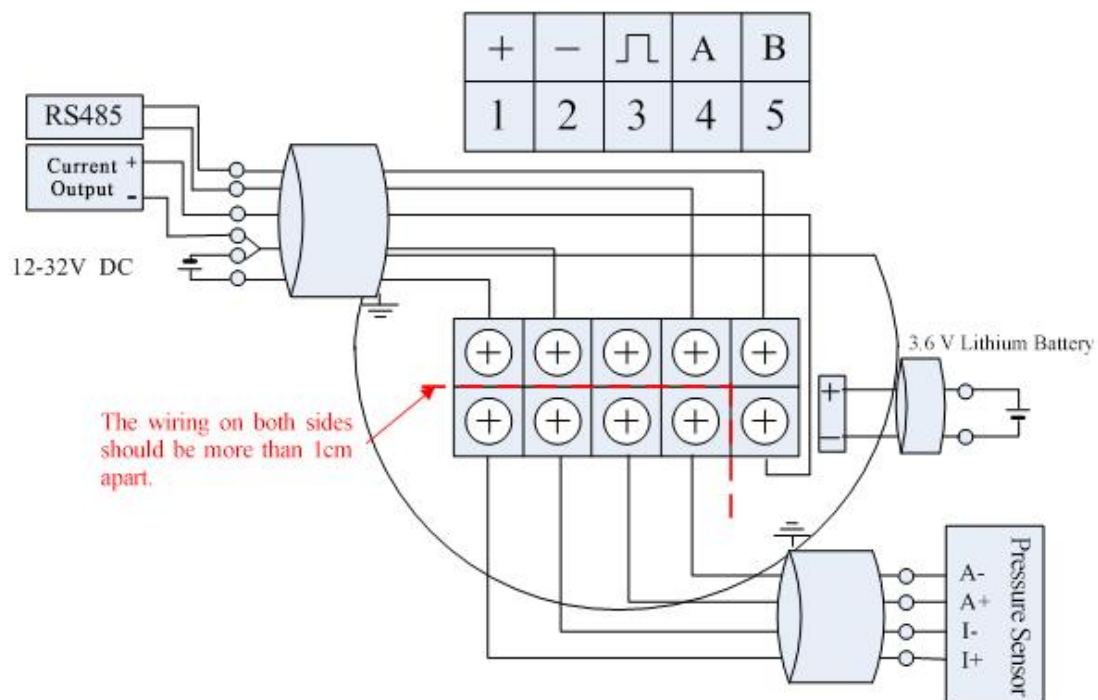 + − A B
1 2 3 4 5
RS485
Current +
Output -
12-32V DC
3.6 V Lithium Battery
+
−
The wiring on both sides
should be more than 1cm
apart.
Pressure Sensor
A-
A+
I-
I+